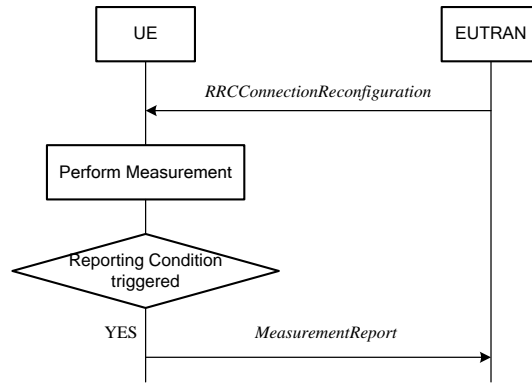 UE
EUTRAN
RRCConnectionReconfiguration
Perform Measurement
Reporting Condition
triggered
YES
MeasurementReport